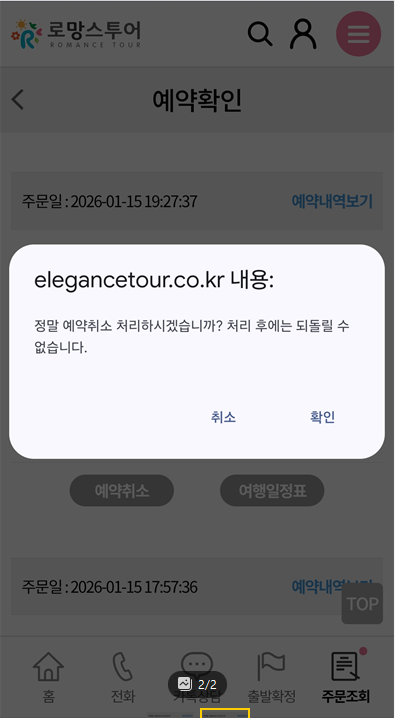 로망스투어
ROMANCE TOUR
예약확인
주문일 : 2026-01-15 19:27:37 예약내역보기
elegancetour.co.kr 내용:
정말 예약취소 처리하시겠습니까? 처리 후에는 되돌릴 수
없습니다.
취소 확인
예약취소 여행일정표
주문일 : 2026-01-15 17:57:36 예약내역보기
TOP
2/2
홈 전화 출발확정 주문조회